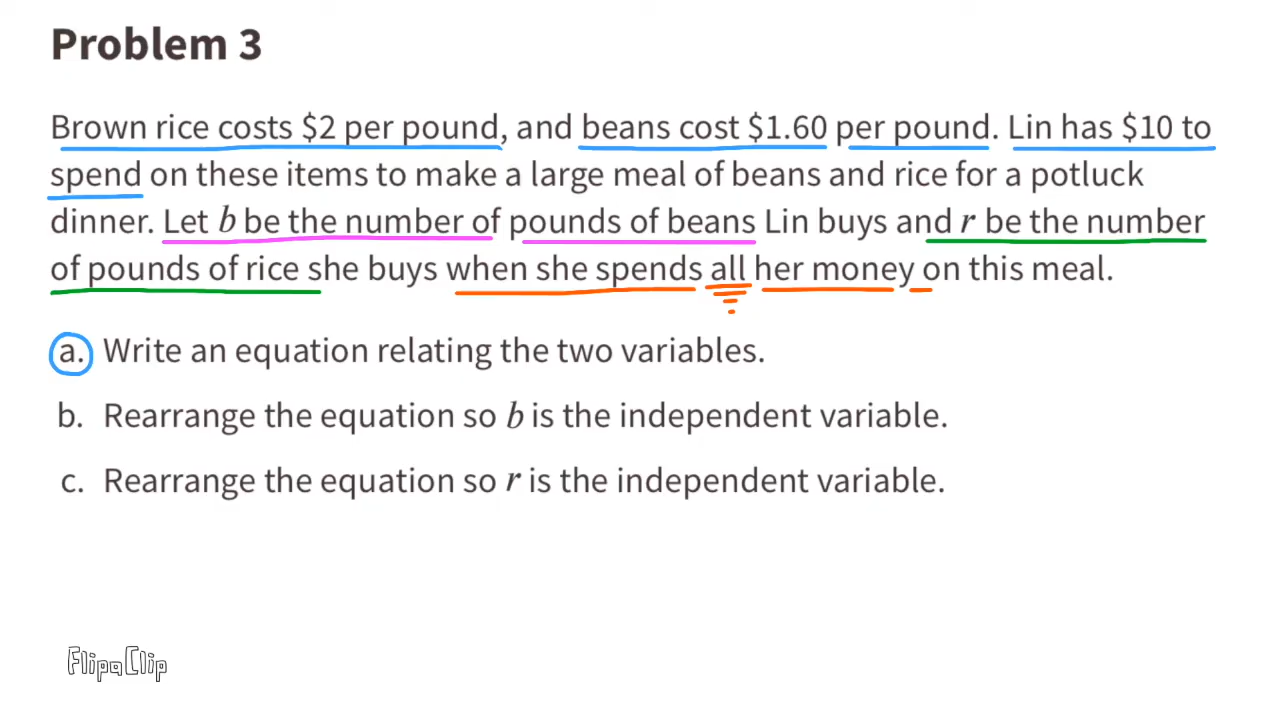 Problem 3
Brown rice costs $2 per pound, and beans cost $1.60 per pound. Lin has $10 to
spend on these items to make a large meal of beans and rice for a potluck
dinner. Let b be the number of pounds of beans Lin buys and r be the number
of pounds of rice she buys when she spends all her money on this meal.
a. Write an equation relating the two variables.
b. Rearrange the equation so b is the independent variable.
c. Rearrange the equation so r is the independent variable.
FlipaClip